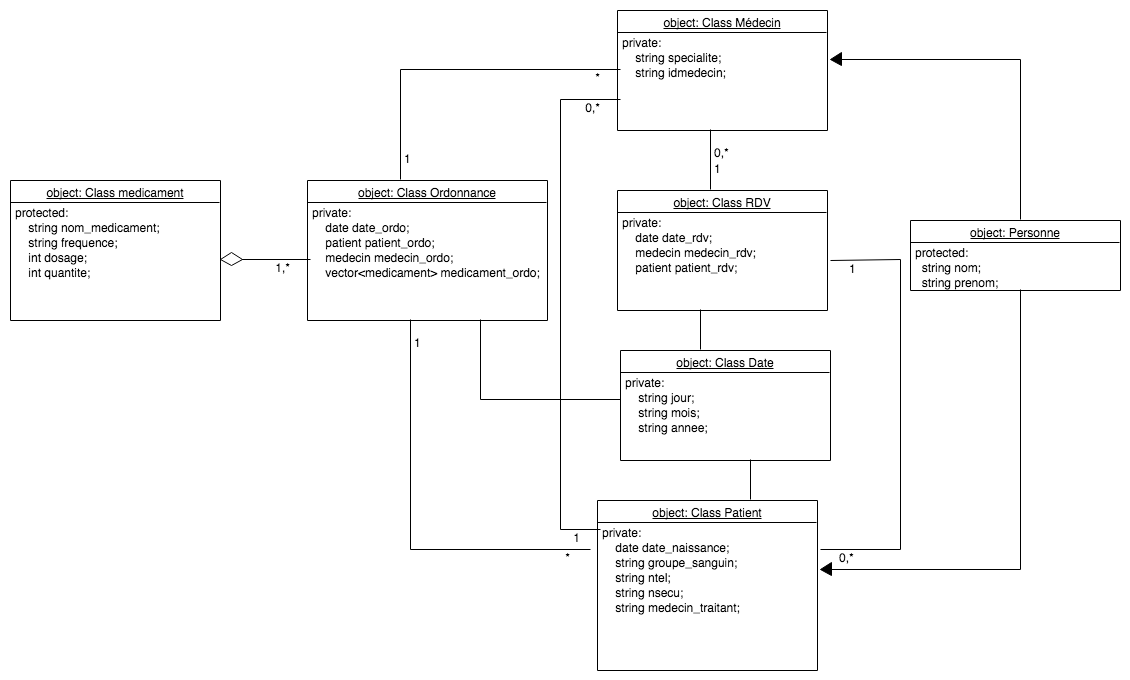 object: Class Médecin
private:
string specialite;
string idmedecin;
*
0,*
1
0,*
1
object: Class medicament
protected:
string nom_medicament;
string frequence;
int dosage;
int quantite;
1,*
object: Class Ordonnance
private:
date date_ordo;
patient patient_ordo;
medecin medecin_ordo;
vector<medicament> medicament_ordo;
1
object: Class RDV
private:
date date_rdv;
medecin medecin_rdv;
patient patient_rdv;
1
object: Personne
protected:
string nom;
string prenom;
object: Class Date
private:
string jour;
string mois;
string annee;
object: Class Patient
private:
date date_naissance;
string groupe_sanguin;
string ntel;
string nsecu;
string medecin_traitant;
1
*
0,*